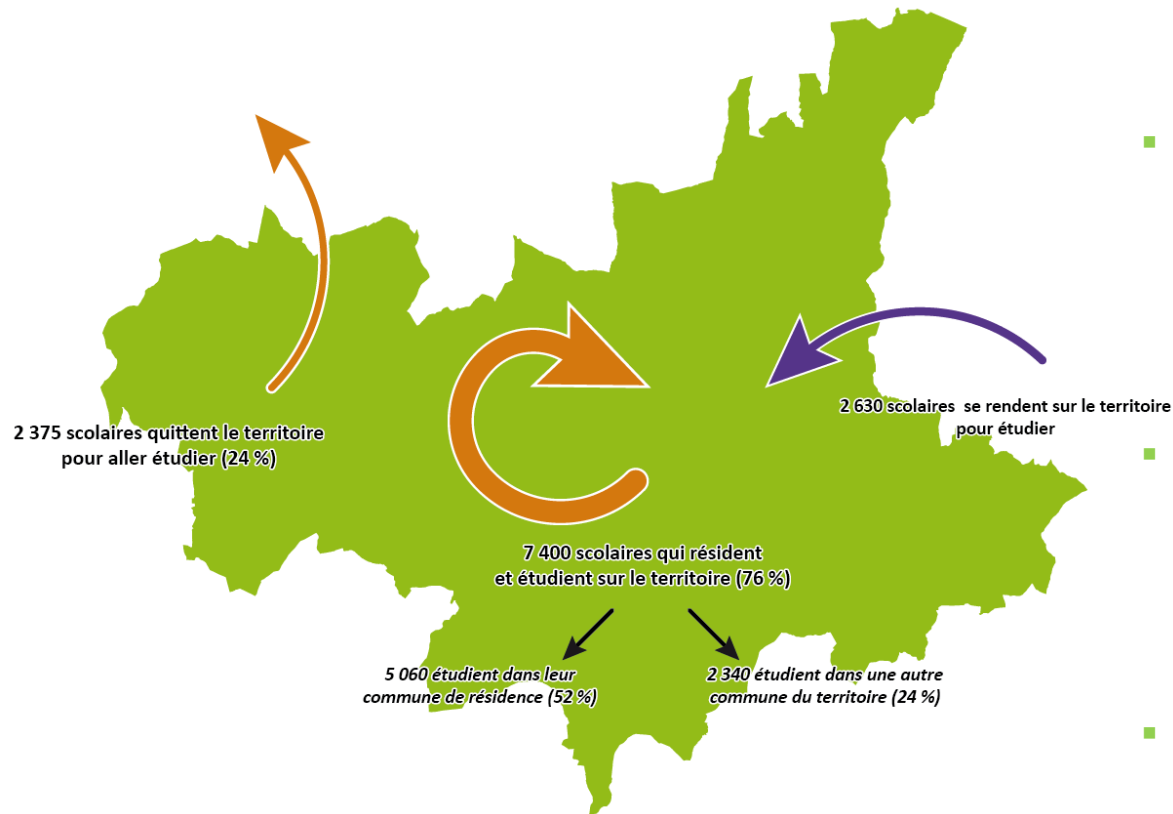 2 630 scolaires se rendent sur le territoire
pour étudier
2 375 scolaires quittent le territoire
pour aller étudier (24 %)
7 400 scolaires qui résident
et étudient sur le territoire (76 %)
5 060 étudient dans leur
commune de résidence (52 %)
2 340 étudient dans une autre
commune du territoire (24 %)